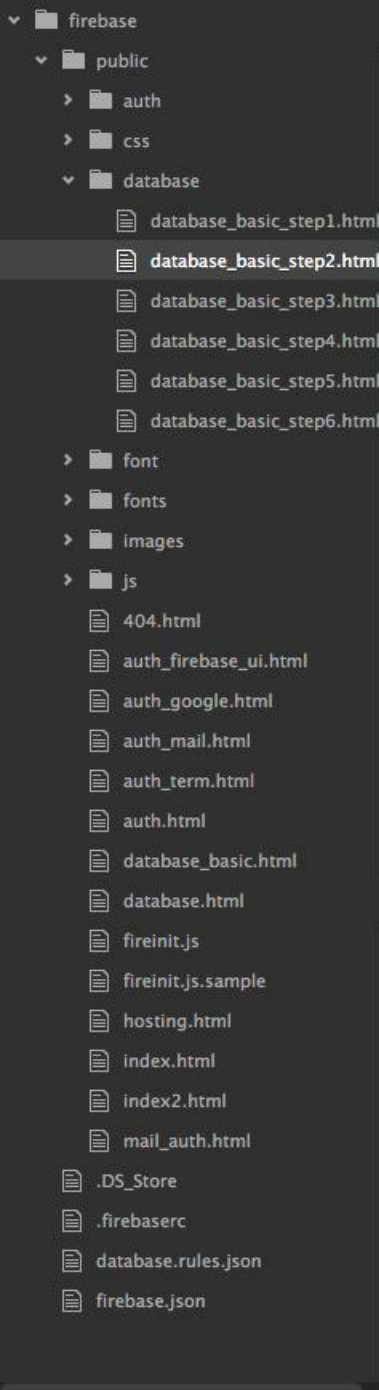 firebase
public
auth
css
database
database_basic_step1.html
database_basic_step2.html
database_basic_step3.html
database_basic_step4.html
database_basic_step5.html
database_basic_step6.html
font
fonts
images
js
404.html
auth_firebase_ui.html
auth_google.html
auth_mail.html
auth_term.html
auth.html
database_basic.html
database.html
fireinit.js
fireinit.js.sample
hosting.html
index.html
index2.html
mail_auth.html
.DS_Store
.firebaserc
database.rules.json
firebase.json